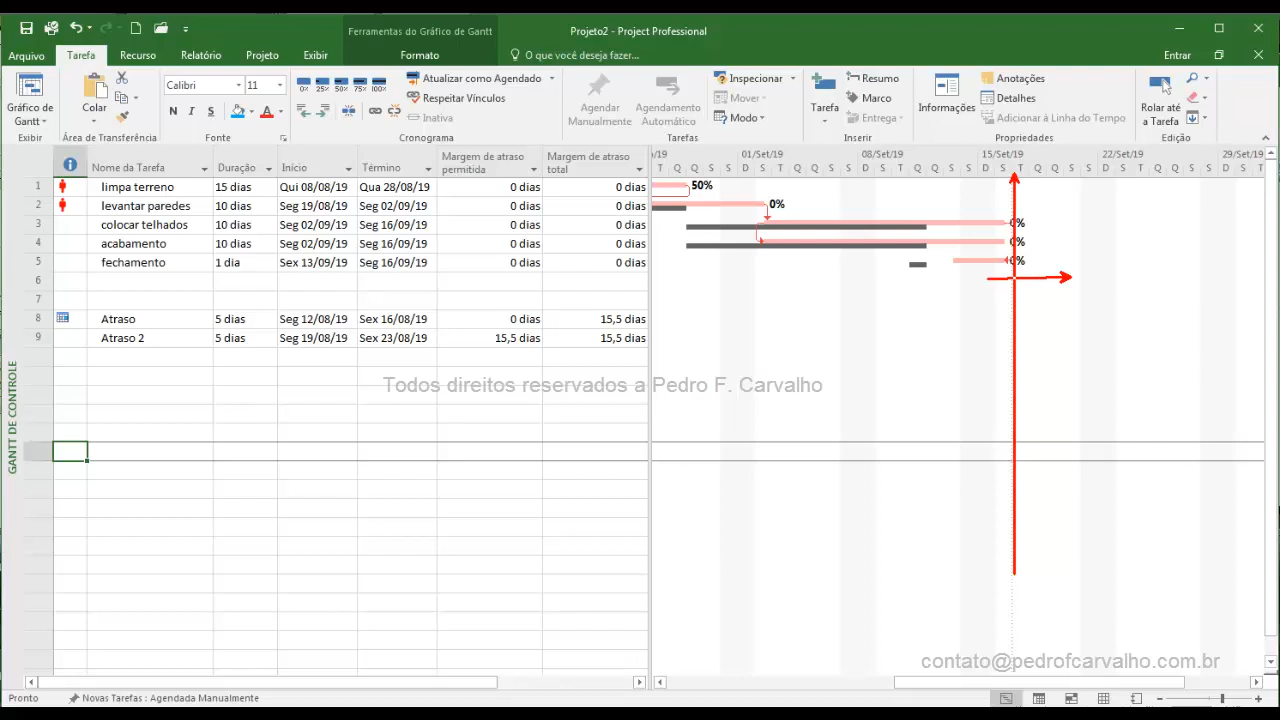 Ferramentas do Gráfico de Gantt
Projeto2 - Project Professional
Arquivo Tarefa Recurso Relatório Projeto Exibir Formato O que você deseja fazer... Entrar
Gráfico de Gantt
Exibir
Colar
Área de Transferência
Calibri 11
N I S
Fonte
0% 25% 50% 75% 100%
Atualizar como Agendado
Respeitar Vínculos
Inativa
Cronograma
Agendar Manualmente
Agendamento Automático
Inspecionar
Mover
Modo
Tarefas
Tarefa
Resumo
Marco
Entrega
Inserir
Informações
Anotações
Detalhes
Adicionar à Linha do Tempo
Propriedades
Rolar até a Tarefa
Edição
Nome da Tarefa Duração Início Término Margem de atraso permitida Margem de atraso total
/19 01/Set/19 08/Set/19 15/Set/19 22/Set/19 29/Set/19
T Q Q S S D S T Q Q S S D S T Q Q S S D S T Q Q S S D S T Q Q S S D S T
1 limpa terreno 15 dias Qui 08/08/19 Qua 28/08/19 0 dias 0 dias 50%
2 levantar paredes 10 dias Seg 19/08/19 Seg 02/09/19 0 dias 0 dias 0%
3 colocar telhados 10 dias Seg 02/09/19 Seg 16/09/19 0 dias 0 dias 0%
4 acabamento 10 dias Seg 02/09/19 Seg 16/09/19 0 dias 0 dias 0%
5 fechamento 1 dia Sex 13/09/19 Seg 16/09/19 0 dias 0 dias 0%
6
7
8 Atraso 5 dias Seg 12/08/19 Sex 16/08/19 0 dias 15,5 dias
9 Atraso 2 5 dias Seg 19/08/19 Sex 23/08/19 15,5 dias 15,5 dias
Todos direitos reservados a Pedro F. Carvalho
GANTT DE CONTROLE
contato@pedrofcarvalho.com.br
Pronto Novas Tarefas : Agendada Manualmente